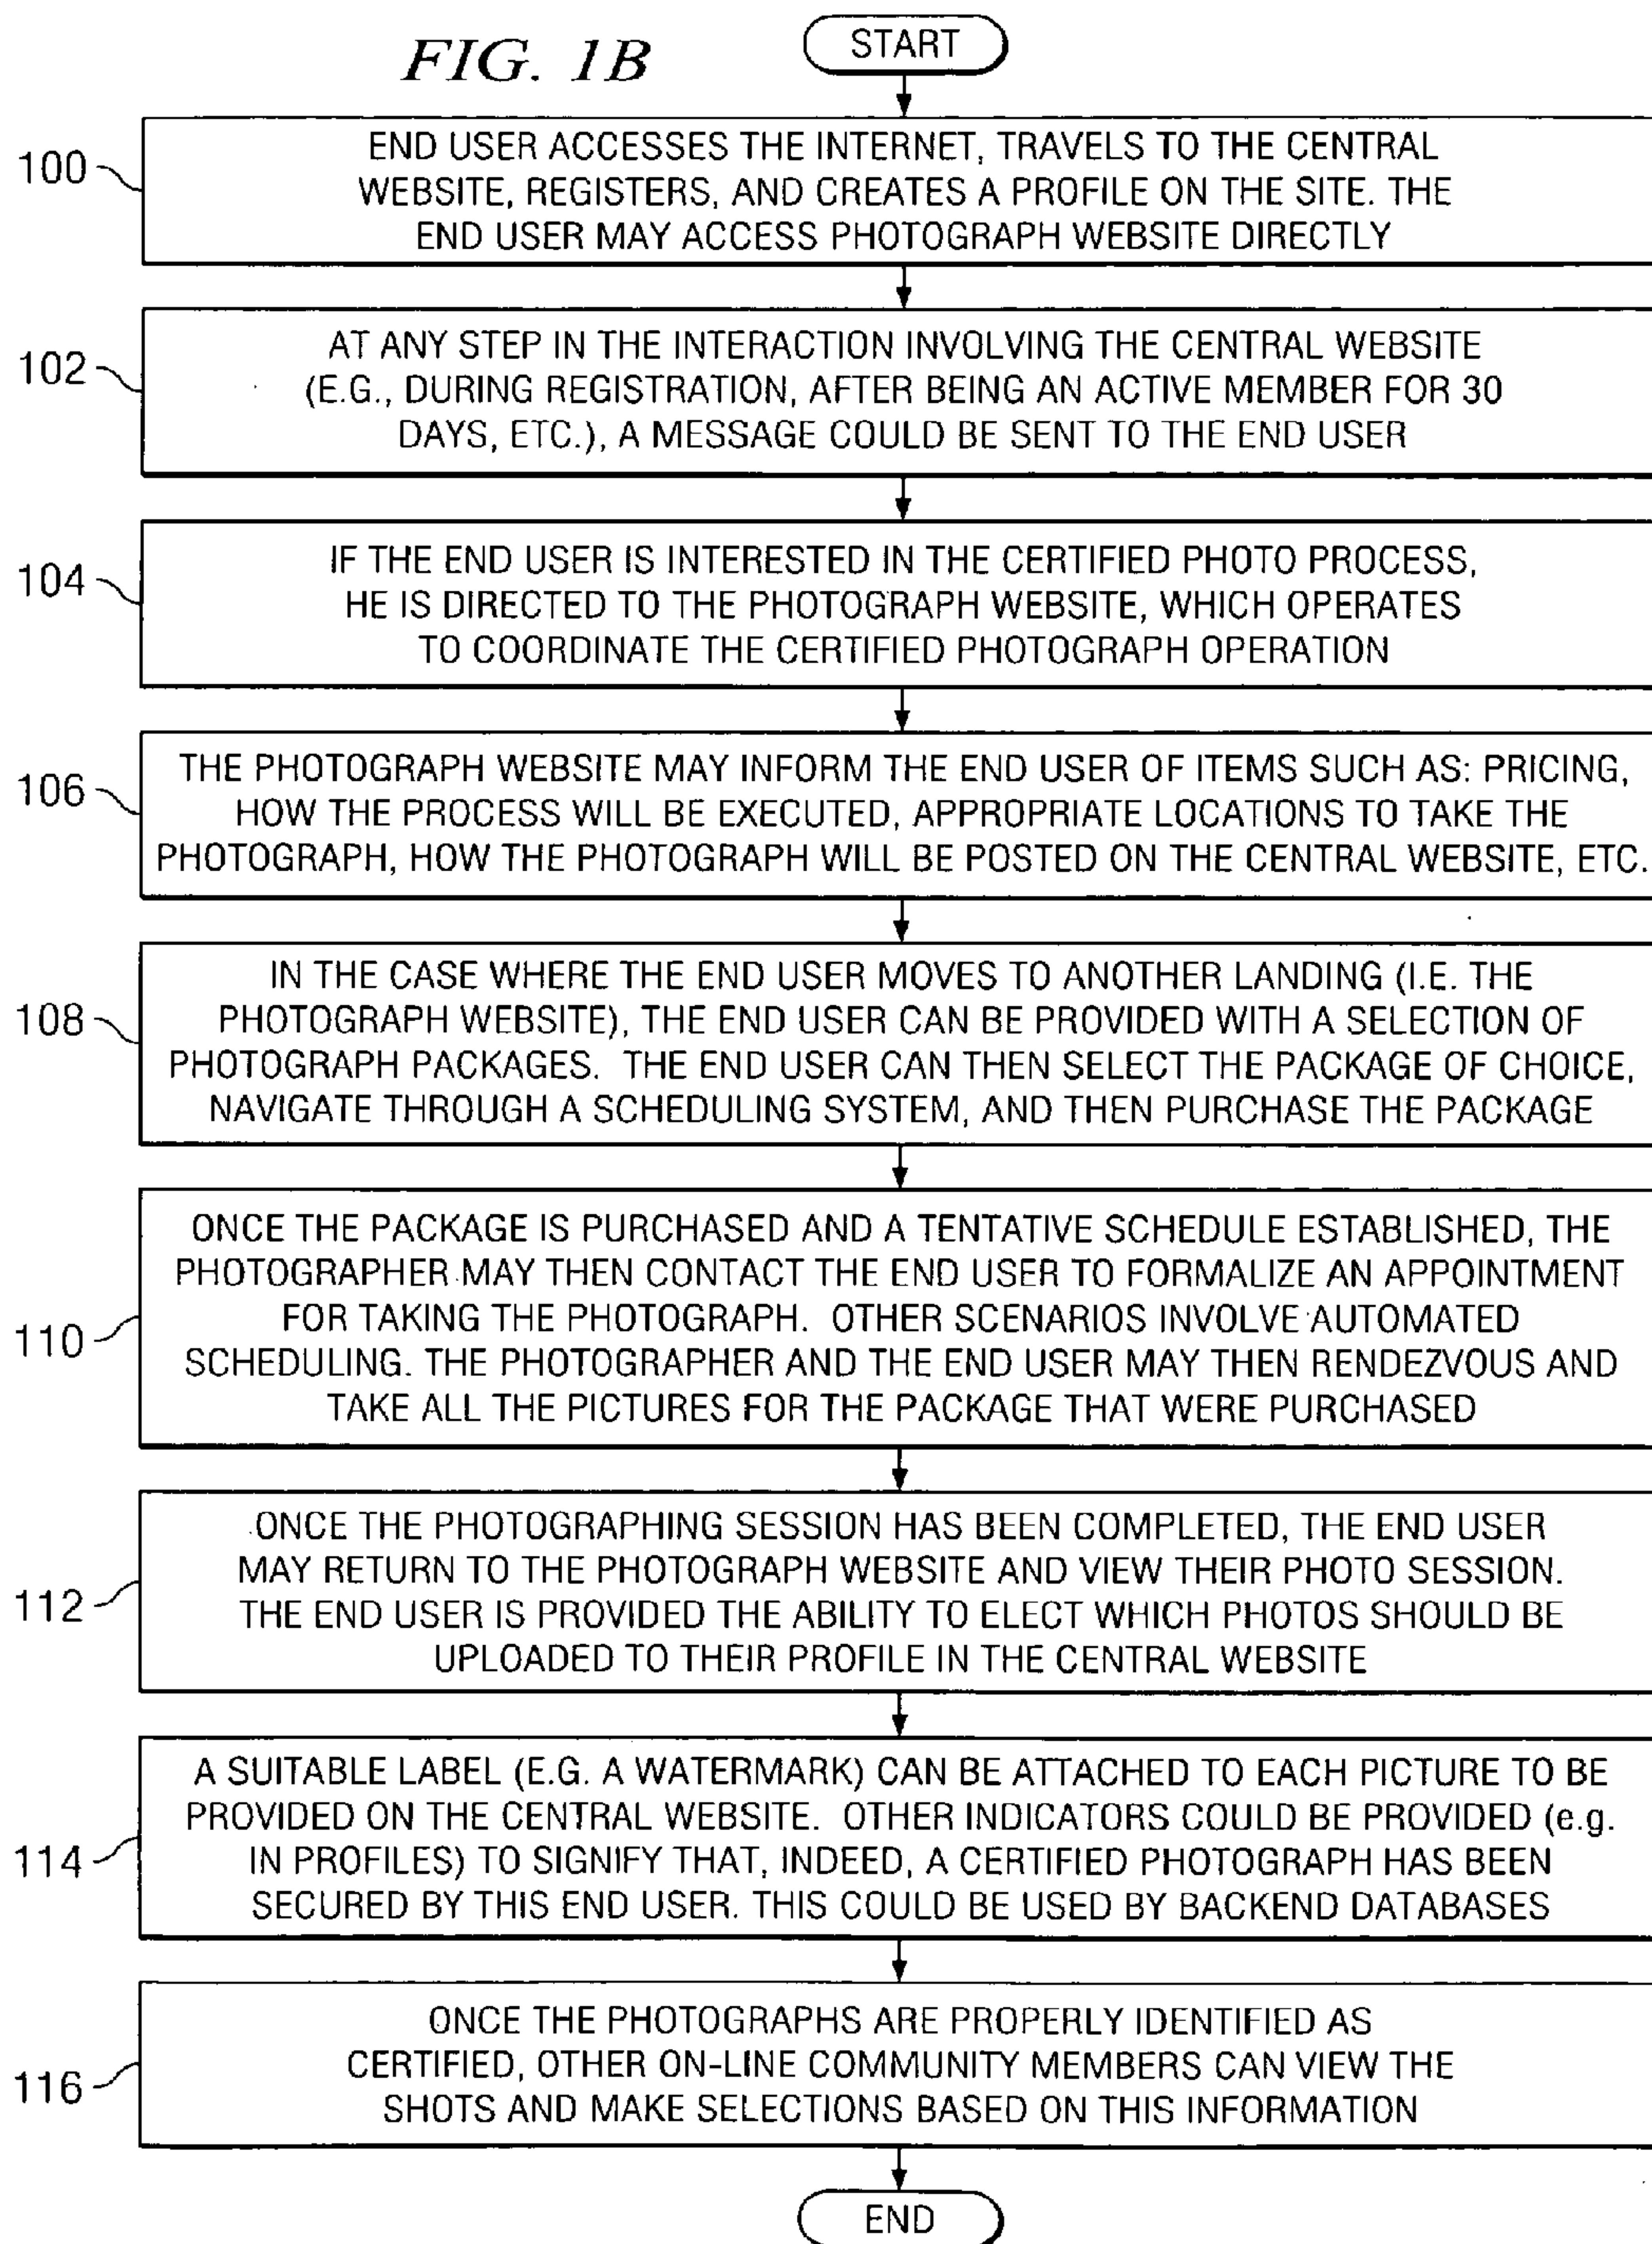 FIG. 1B
START
100
END USER ACCESSES THE INTERNET, TRAVELS TO THE CENTRAL
WEBSITE, REGISTERS, AND CREATES A PROFILE ON THE SITE. THE
END USER MAY ACCESS PHOTOGRAPH WEBSITE DIRECTLY
102
AT ANY STEP IN THE INTERACTION INVOLVING THE CENTRAL WEBSITE
(E.G., DURING REGISTRATION, AFTER BEING AN ACTIVE MEMBER FOR 30
DAYS, ETC.), A MESSAGE COULD BE SENT TO THE END USER
104
IF THE END USER IS INTERESTED IN THE CERTIFIED PHOTO PROCESS,
HE IS DIRECTED TO THE PHOTOGRAPH WEBSITE, WHICH OPERATES
TO COORDINATE THE CERTIFIED PHOTOGRAPH OPERATION
106
THE PHOTOGRAPH WEBSITE MAY INFORM THE END USER OF ITEMS SUCH AS: PRICING,
HOW THE PROCESS WILL BE EXECUTED, APPROPRIATE LOCATIONS TO TAKE THE
PHOTOGRAPH, HOW THE PHOTOGRAPH WILL BE POSTED ON THE CENTRAL WEBSITE, ETC.
108
IN THE CASE WHERE THE END USER MOVES TO ANOTHER LANDING (I.E. THE
PHOTOGRAPH WEBSITE), THE END USER CAN BE PROVIDED WITH A SELECTION OF
PHOTOGRAPH PACKAGES. THE END USER CAN THEN SELECT THE PACKAGE OF CHOICE,
NAVIGATE THROUGH A SCHEDULING SYSTEM, AND THEN PURCHASE THE PACKAGE
110
ONCE THE PACKAGE IS PURCHASED AND A TENTATIVE SCHEDULE ESTABLISHED, THE
PHOTOGRAPHER MAY THEN CONTACT THE END USER TO FORMALIZE AN APPOINTMENT
FOR TAKING THE PHOTOGRAPH. OTHER SCENARIOS INVOLVE AUTOMATED
SCHEDULING. THE PHOTOGRAPHER AND THE END USER MAY THEN RENDEZVOUS AND
TAKE ALL THE PICTURES FOR THE PACKAGE THAT WERE PURCHASED
112
ONCE THE PHOTOGRAPHING SESSION HAS BEEN COMPLETED, THE END USER
MAY RETURN TO THE PHOTOGRAPH WEBSITE AND VIEW THEIR PHOTO SESSION.
THE END USER IS PROVIDED THE ABILITY TO ELECT WHICH PHOTOS SHOULD BE
UPLOADED TO THEIR PROFILE IN THE CENTRAL WEBSITE
114
A SUITABLE LABEL (E.G. A WATERMARK) CAN BE ATTACHED TO EACH PICTURE TO BE
PROVIDED ON THE CENTRAL WEBSITE. OTHER INDICATORS COULD BE PROVIDED (e.g.
IN PROFILES) TO SIGNIFY THAT, INDEED, A CERTIFIED PHOTOGRAPH HAS BEEN
SECURED BY THIS END USER. THIS COULD BE USED BY BACKEND DATABASES
116
ONCE THE PHOTOGRAPHS ARE PROPERLY IDENTIFIED AS
CERTIFIED, OTHER ON-LINE COMMUNITY MEMBERS CAN VIEW THE
SHOTS AND MAKE SELECTIONS BASED ON THIS INFORMATION
END